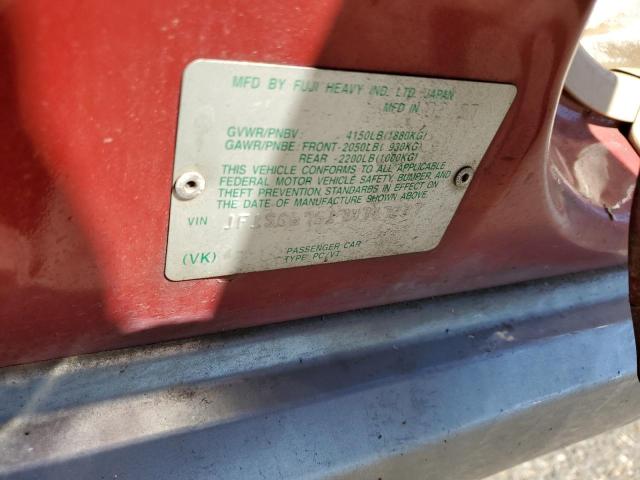 MFD BY FUJI HEAVY IND. LTD. JAPAN
MFD IN
GVWR/PNBV : 4150LB(1880KG)
GAWR/PNBE: FRONT-2050LB( 930KG)
REAR -2200LB(1000KG)
THIS VEHICLE CONFORMS TO ALL APPLICABLE
FEDERAL MOTOR VEHICLE SAFETY, BUMPER, AND
THEFT PREVENTION STANDARBS IN EFFECT ON
THE DATE OF MANUFACTURE SHOWN ABOVE.
VIN
(VK)
PASSENGER CAR
TYPE PC/VT